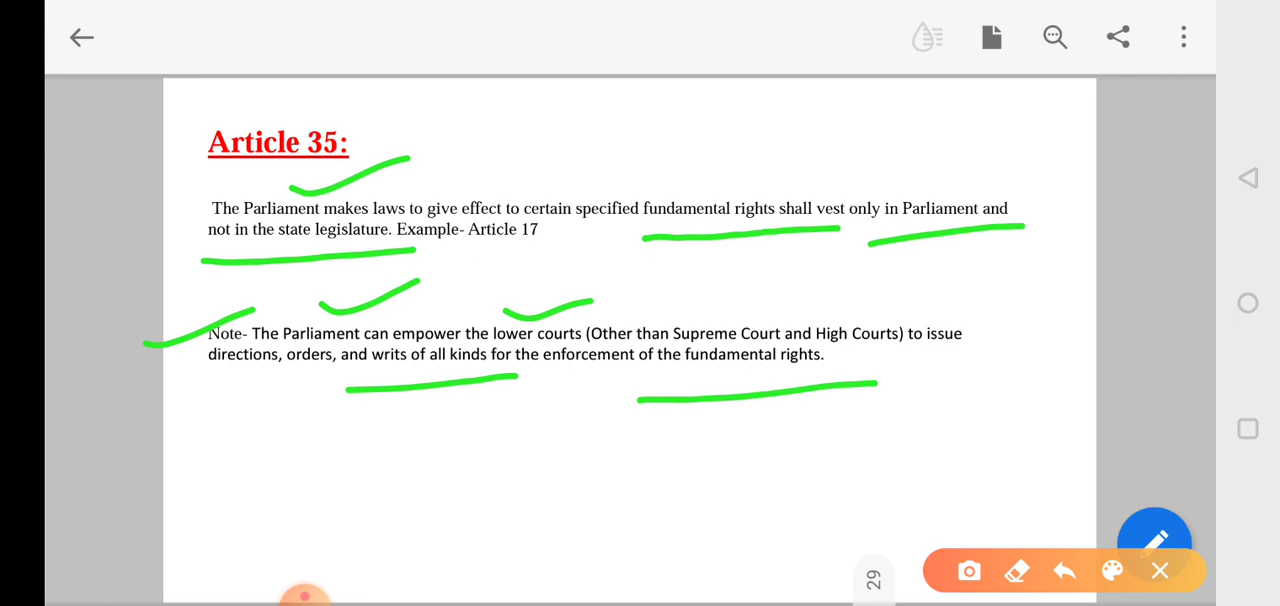 Article 35:
The Parliament makes laws to give effect to certain specified fundamental rights shall vest only in Parliament and
not in the state legislature. Example- Article 17
Note- The Parliament can empower the lower courts (Other than Supreme Court and High Courts) to issue
directions, orders, and writs of all kinds for the enforcement of the fundamental rights.
29